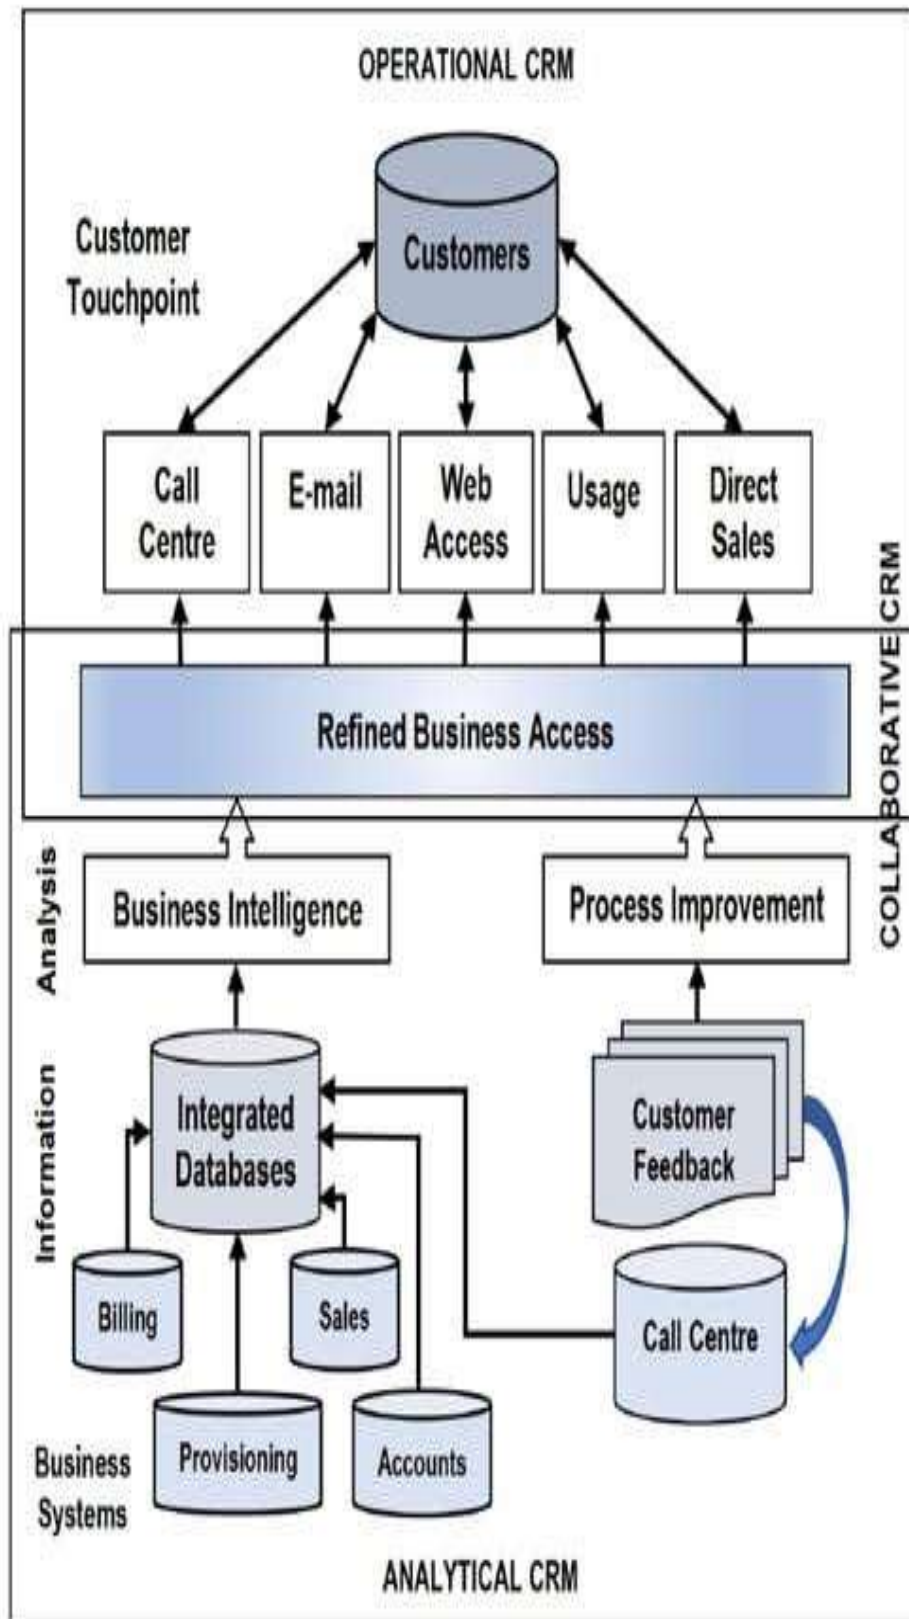 OPERATIONAL CRM
Customer
Touchpoint
Customers
Call
Centre
E-mail
Web
Access
Usage
Direct
Sales
COLLABORATIVE CRM
Refined Business Access
Analysis
Business Intelligence
Process Improvement
Information
Integrated
Databases
Customer
Feedback
Billing
Sales
Call Centre
Provisioning
Accounts
Business
Systems
ANALYTICAL CRM